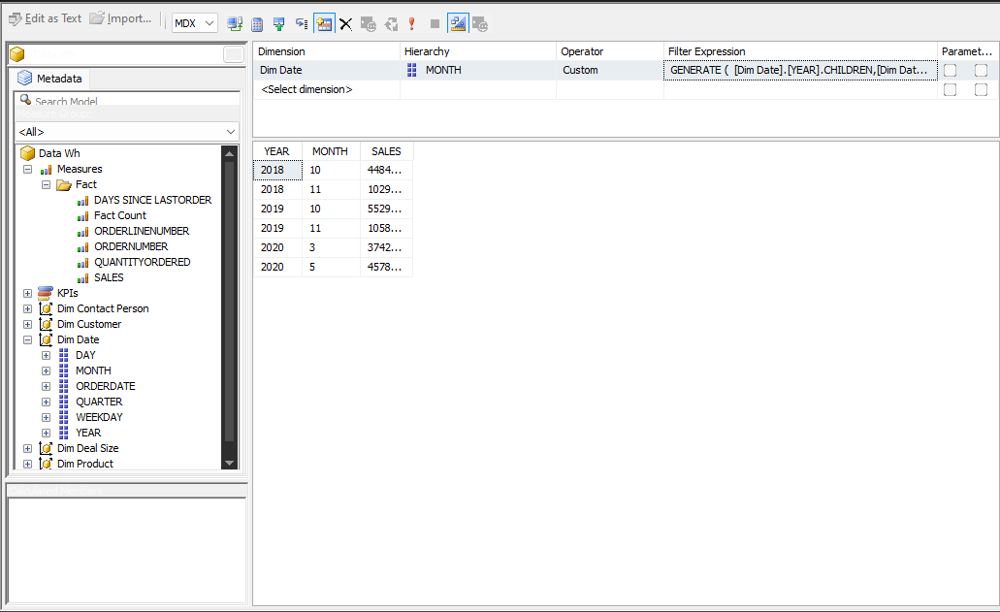 Edit as Text Import... MDX
Metadata
Search Model
Measure Group:
<All>
Data Wh
Measures
Fact
DAYS SINCE LASTORDER
Fact Count
ORDERLINENUMBER
ORDERNUMBER
QUANTITYORDERED
SALES
KPIs
Dim Contact Person
Dim Customer
Dim Date
DAY
MONTH
ORDERDATE
QUARTER
WEEKDAY
YEAR
Dim Deal Size
Dim Product
Calculated Members
Dimension Hierarchy Operator Filter Expression Paramet...
Dim Date MONTH Custom GENERATE ( [Dim Date].[YEAR].CHILDREN,[Dim Dat...
<Select dimension>
YEAR MONTH SALES
2018 10 4484...
2018 11 1029...
2019 10 5529...
2019 11 1058...
2020 3 3742...
2020 5 4578...